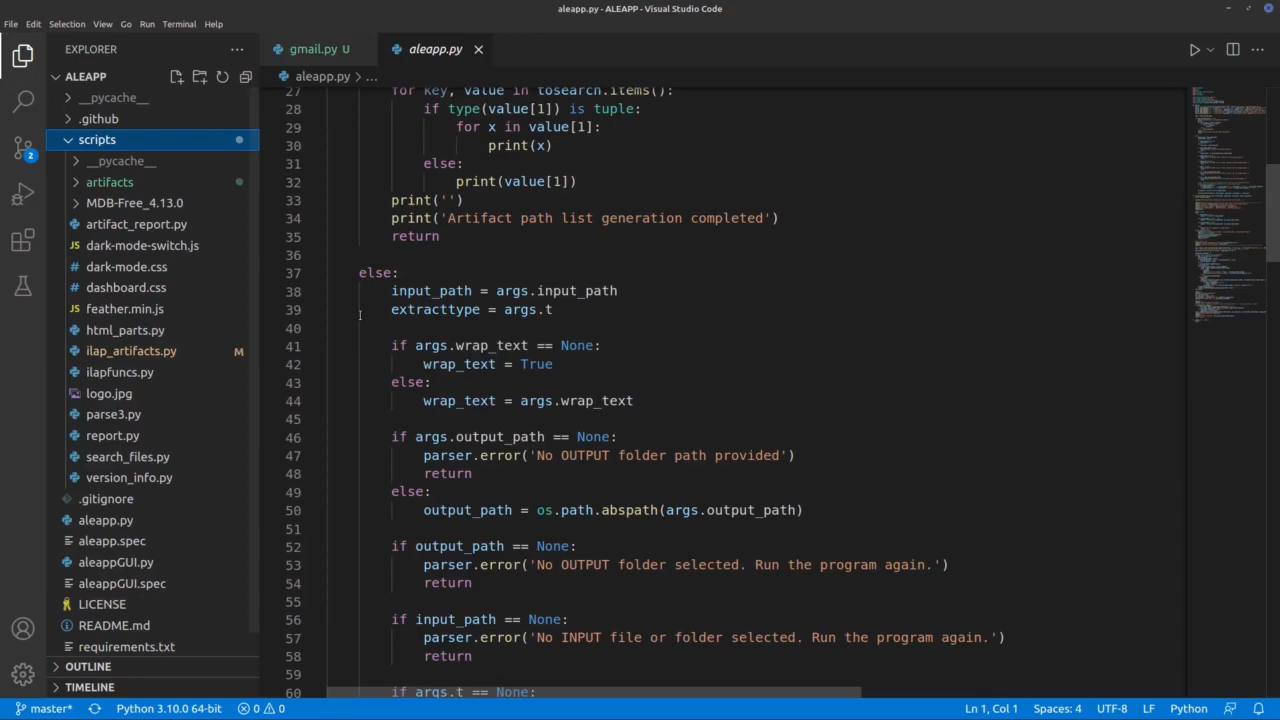 aleapp.py - ALEAPP - Visual Studio Code
File Edit Selection View Go Run Terminal Help
EXPLORER
ALEAPP
__pycache__
.github
scripts
__pycache__
artifacts
MDB-Free_4.13.0
artifact_report.py
dark-mode-switch.js
dark-mode.css
dashboard.css
feather.min.js
html_parts.py
ilap_artifacts.py M
ilapfuncs.py
logo.jpg
parse3.py
report.py
search_files.py
version_info.py
.gitignore
aleapp.py
aleapp.spec
aleappGUI.py
aleappGUI.spec
LICENSE
README.md
requirements.txt
OUTLINE
TIMELINE
2
gmail.py U
aleapp.py
aleapp.py > ...
27 for key, value in tosearch.items():
28 if type(value[1]) is tuple:
29 for x in value[1]:
30 print(x)
31 else:
32 print(value[1])
33 print('')
34 print('Artifact path list generation completed')
35 return
36
37 else:
38 input_path = args.input_path
39 extracttype = args.t
40
41 if args.wrap_text == None:
42 wrap_text = True
43 else:
44 wrap_text = args.wrap_text
45
46 if args.output_path == None:
47 parser.error('No OUTPUT folder path provided')
48 return
49 else:
50 output_path = os.path.abspath(args.output_path)
51
52 if output_path == None:
53 parser.error('No OUTPUT folder selected. Run the program again.')
54 return
55
56 if input_path == None:
57 parser.error('No INPUT file or folder selected. Run the program again.')
58 return
59
60 if args.t == None:
master* Python 3.10.0 64-bit 0 0 Ln 1, Col 1 Spaces: 4 UTF-8 LF Python